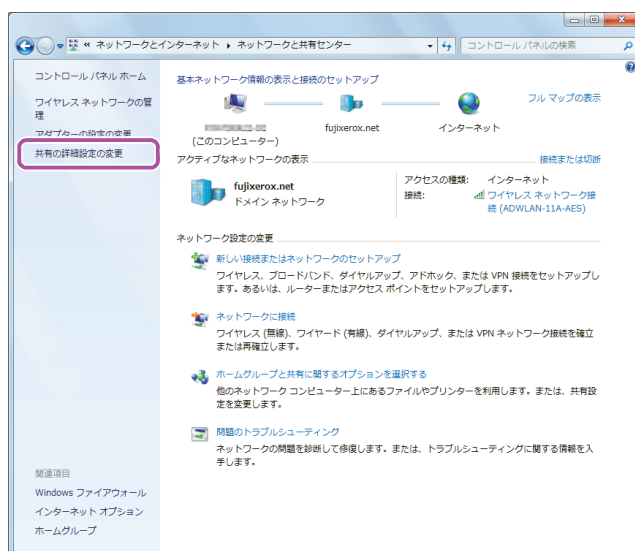 « ネットワークとインターネット ▸ ネットワークと共有センター
コントロール パネルの検索
コントロール パネル ホーム
ワイヤレス ネットワークの管
理
アダプターの設定の変更
共有の詳細設定の変更
基本ネットワーク情報の表示と接続のセットアップ
フル マップの表示
(このコンピューター)
fujixerox.net
インターネット
アクティブなネットワークの表示
接続または切断
fujixerox.net
ドメイン ネットワーク
アクセスの種類: インターネット
接続: ワイヤレス ネットワーク接
続 (ADWLAN-11A-AES)
ネットワーク設定の変更
新しい接続またはネットワークのセットアップ
ワイヤレス、ブロードバンド、ダイヤルアップ、アドホック、または VPN 接続をセットアップし
ます。あるいは、ルーターまたはアクセス ポイントをセットアップします。
ネットワークに接続
ワイヤレス (無線)、ワイヤード (有線)、ダイヤルアップ、または VPN ネットワーク接続を確立
または再確立します。
ホームグループと共有に関するオプションを選択する
他のネットワーク コンピューター上にあるファイルやプリンターを利用します。または、共有設
定を変更します。
問題のトラブルシューティング
ネットワークの問題を診断して修復します。または、トラブルシューティングに関する情報を入
手します。
関連項目
Windows ファイアウォール
インターネット オプション
ホームグループ